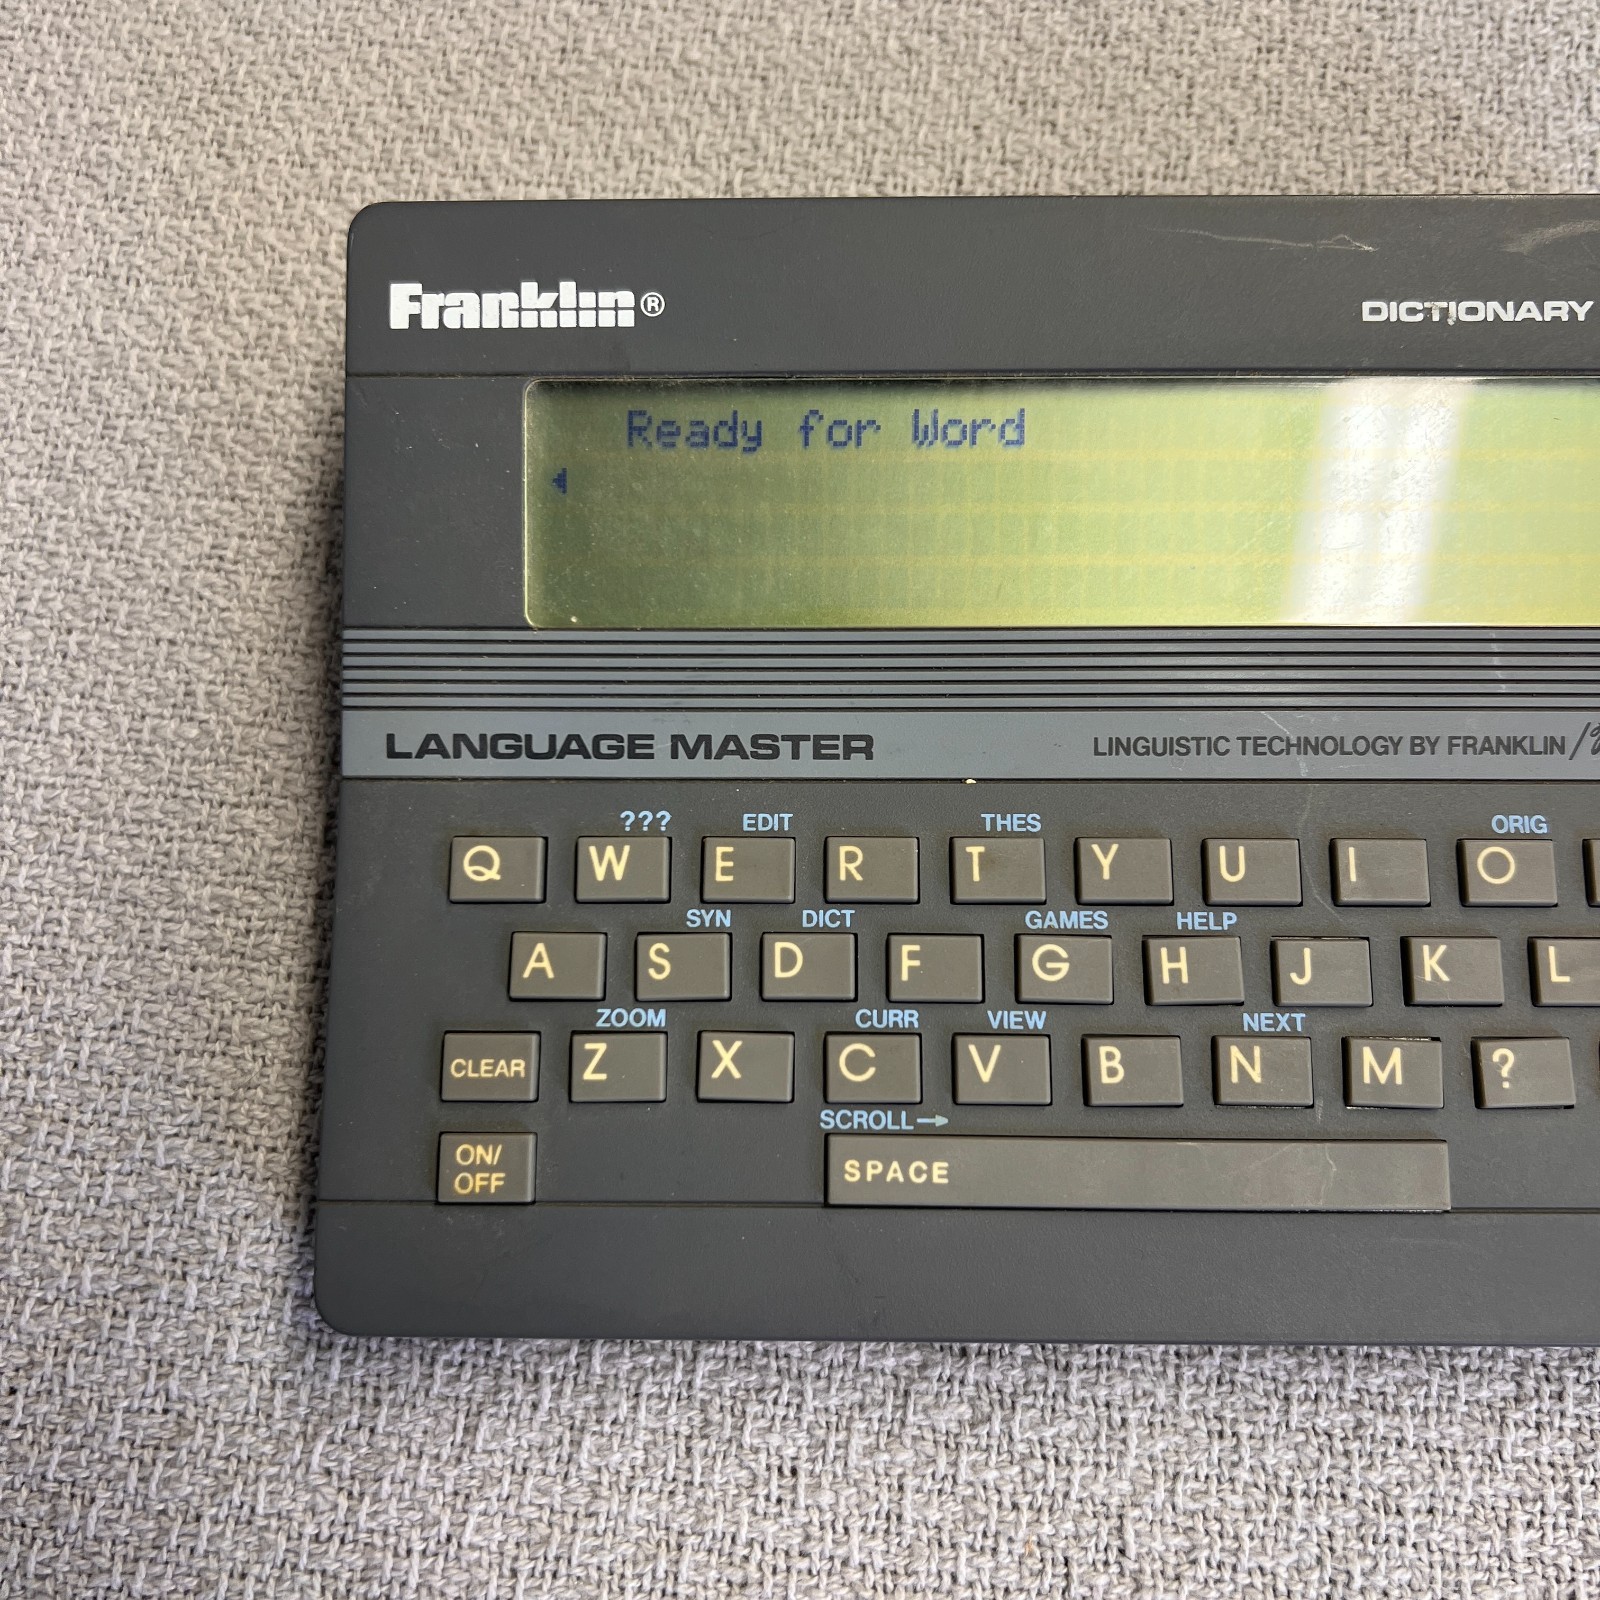 Franklin®
DICTIONARY
Ready for Word
LANGUAGE MASTER
LINGUISTIC TECHNOLOGY BY FRANKLIN /
??? EDIT THES ORIG
Q W E R T Y U I O
SYN DICT GAMES HELP
A S D F G H J K L
ZOOM CURR VIEW NEXT
CLEAR Z X C V B N M ?
SCROLL→
ON/
OFF
SPACE